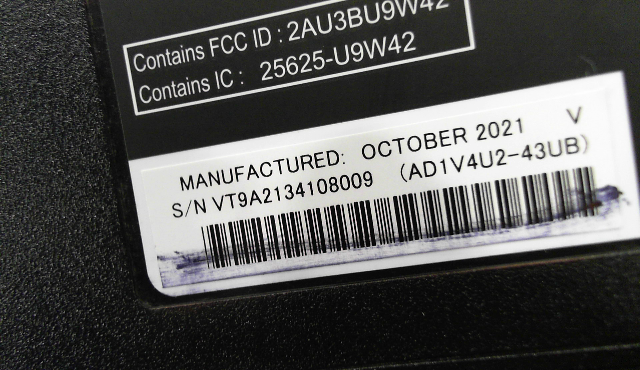 Contains FCC ID : 2AU3BU9W42
Contains IC : 25625-U9W42
MANUFACTURED: OCTOBER 2021 V
S/N VT9A2134108009 (AD1V4U2-43UB)